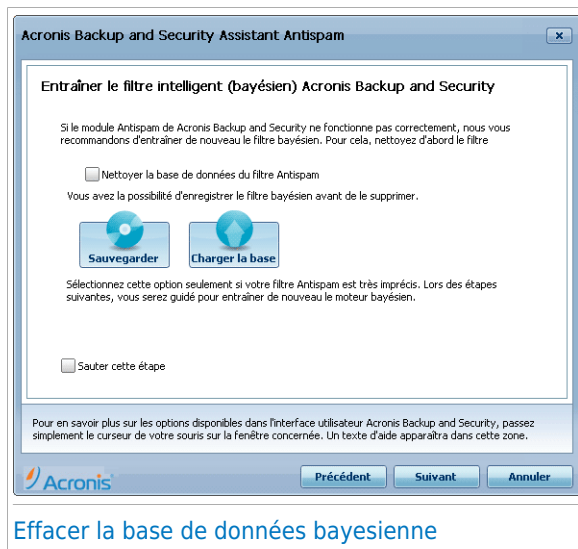 Acronis Backup and Security Assistant Antispam
Entraîner le filtre intelligent (bayésien) Acronis Backup and Security
Si le module Antispam de Acronis Backup and Security ne fonctionne pas correctement, nous vous
recommandons d'entraîner de nouveau le filtre bayésien. Pour cela, nettoyez d'abord le filtre
Nettoyer la base de données du filtre Antispam
Vous avez la possibilité d'enregistrer le filtre bayésien avant de le supprimer.
Sauvegarder Charger la base
Sélectionnez cette option seulement si votre filtre Antispam est très imprécis. Lors des étapes
suivantes, vous serez guidé pour entraîner de nouveau le moteur bayésien.
Sauter cette étape
Pour en savoir plus sur les options disponibles dans l'interface utilisateur Acronis Backup and Security, passez
simplement le curseur de votre souris sur la fenêtre concernée. Un texte d'aide apparaîtra dans cette zone.
Acronis Précédent Suivant Annuler
Effacer la base de données bayesienne